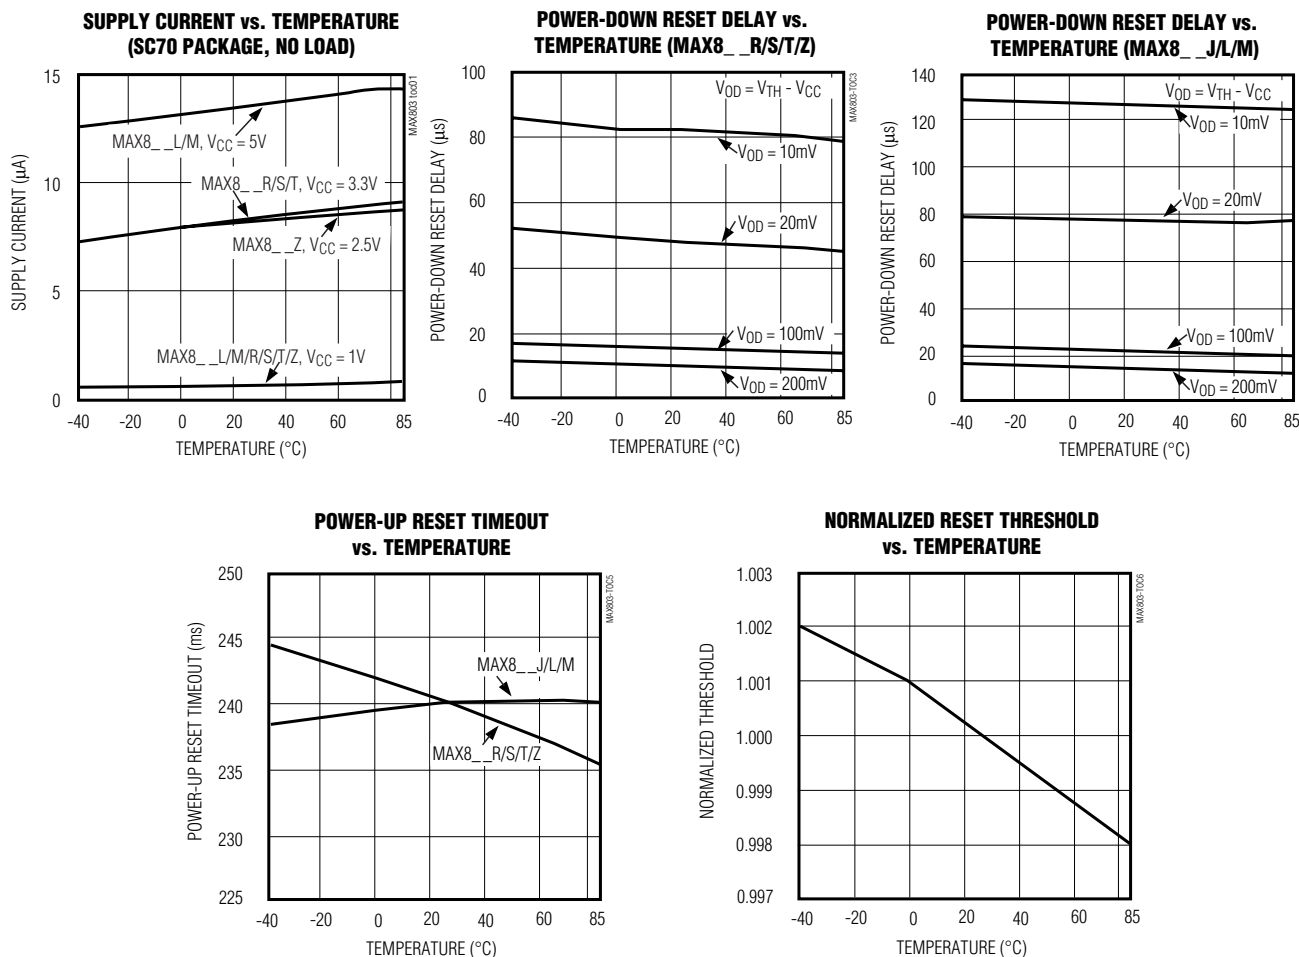 SUPPLY CURRENT vs. TEMPERATURE
(SC70 PACKAGE, NO LOAD)
MAX803 toc01
SUPPLY CURRENT (μA)
15
10
5
0
MAX8_ _L/M, VCC = 5V
MAX8_ _R/S/T, VCC = 3.3V
MAX8_ _Z, VCC = 2.5V
MAX8_ _L/M/R/S/T/Z, VCC = 1V
-40 -20 0 20 40 60 85
TEMPERATURE (°C)
POWER-DOWN RESET DELAY vs.
TEMPERATURE (MAX8_ _R/S/T/Z)
MAX803-TOC3
POWER-DOWN RESET DELAY (μs)
100
80
60
40
20
0
VOD = VTH - VCC
VOD = 10mV
VOD = 20mV
VOD = 100mV
VOD = 200mV
-40 -20 0 20 40 60 85
TEMPERATURE (°C)
POWER-DOWN RESET DELAY vs.
TEMPERATURE (MAX8_ _J/L/M)
POWER-DOWN RESET DELAY (μs)
140
120
100
80
60
40
20
0
VOD = VTH - VCC
VOD = 10mV
VOD = 20mV
VOD = 100mV
VOD = 200mV
-40 -20 0 20 40 60 85
TEMPERATURE (°C)
POWER-UP RESET TIMEOUT
vs. TEMPERATURE
MAX803-TOC5
POWER-UP RESET TIMEOUT (ms)
250
245
240
235
230
225
MAX8_ _J/L/M
MAX8_ _R/S/T/Z
-40 -20 0 20 40 60 85
TEMPERATURE (°C)
NORMALIZED RESET THRESHOLD
vs. TEMPERATURE
MAX803-TOC6
NORMALIZED THRESHOLD
1.003
1.002
1.001
1.000
0.999
0.998
0.997
-40 -20 0 20 40 60 85
TEMPERATURE (°C)